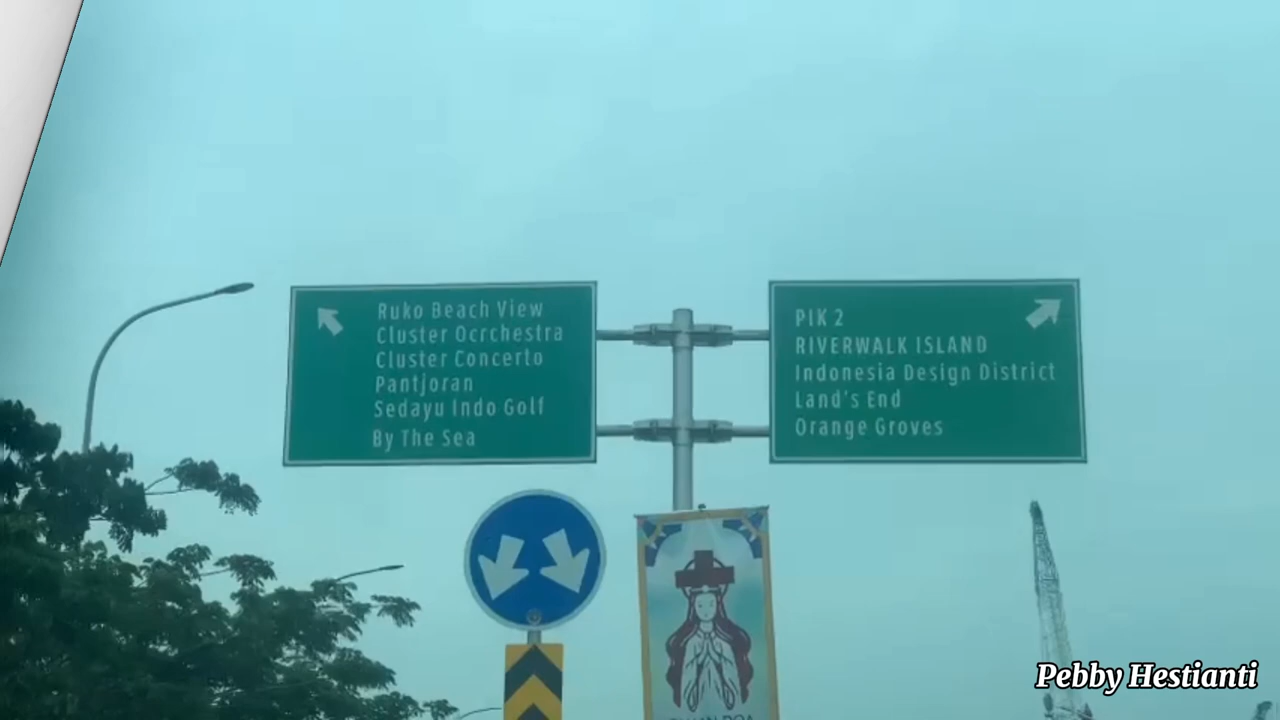 Ruko Beach View
Cluster Ocrchestra
Cluster Concerto
Pantjoran
Sedayu Indo Golf
By The Sea
PIK 2
RIVERWALK ISLAND
Indonesia Design District
Land's End
Orange Groves
Pebby Hestianti